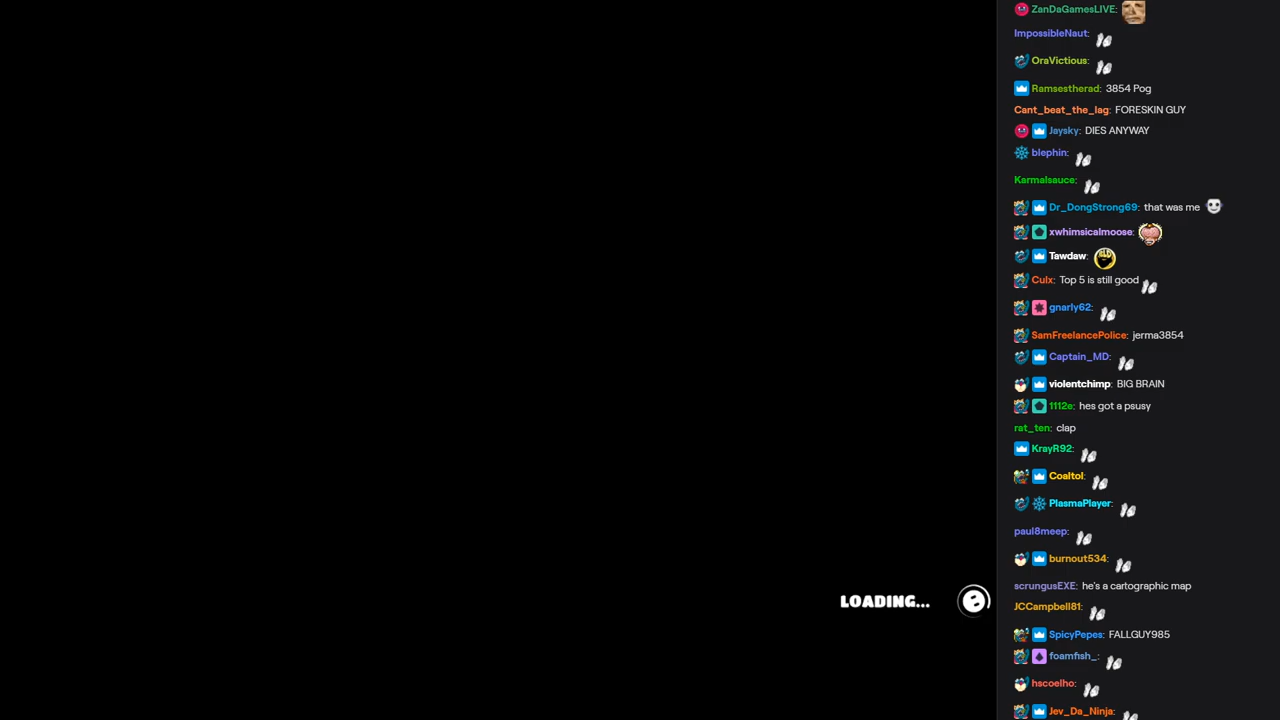 ZanDaGamesLIVE:
ImpossibleNaut:
OraVictious:
Ramsestherad: 3854 Pog
Cant_beat_the_lag: FORESKIN GUY
Jaysky: DIES ANYWAY
blephin:
Karmalsauce:
Dr_DongStrong69: that was me
xwhimsicalmoose:
Tawdaw:
Culx: Top 5 is still good
gnarly62:
SamFreelancePolice: jerma3854
Captain_MD:
violentchimp: BIG BRAIN
1112e: hes got a psusy
rat_ten: clap
KrayR92:
Coaltol:
PlasmaPlayer:
paul8meep:
burnout534:
scrungusEXE: he's a cartographic map
LOADING...
JCCampbell81:
SpicyPepes: FALLGUY985
foamfish_:
hscoelho:
Jev_Da_Ninja: